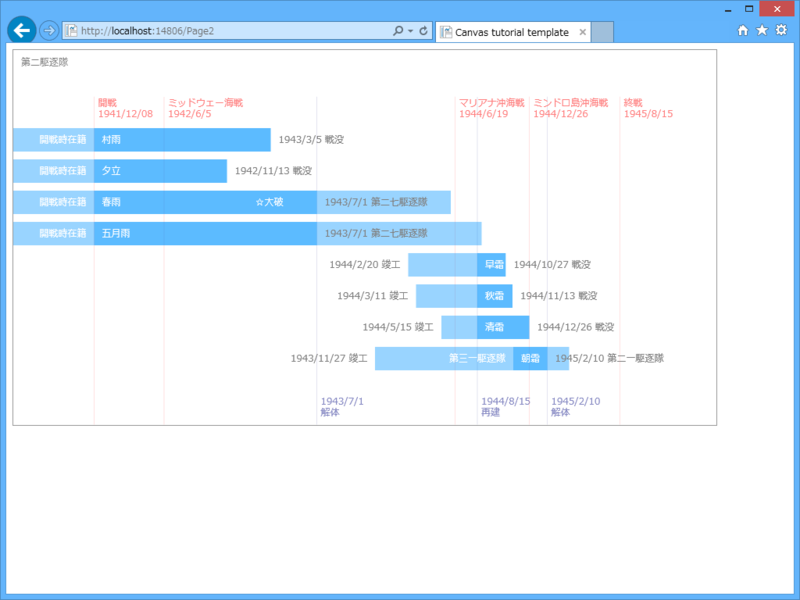 http://localhost:14806/Page2
Canvas tutorial template
第二駆逐隊
開戦
1941/12/08
ミッドウェー海戦
1942/6/5
マリアナ沖海戦
1944/6/19
ミンドロ島沖海戦
1944/12/26
終戦
1945/8/15
開戦時在籍 村雨 1943/3/5 戦没
開戦時在籍 夕立 1942/11/13 戦没
開戦時在籍 春雨 ☆大破 1943/7/1 第二七駆逐隊
開戦時在籍 五月雨 1943/7/1 第二七駆逐隊
1944/2/20 竣工 早霜 1944/10/27 戦没
1944/3/11 竣工 秋霜 1944/11/13 戦没
1944/5/15 竣工 清霜 1944/12/26 戦没
1943/11/27 竣工 第三一駆逐隊 朝霜 1945/2/10 第二一駆逐隊
1943/7/1
解体
1944/8/15
再建
1945/2/10
解体